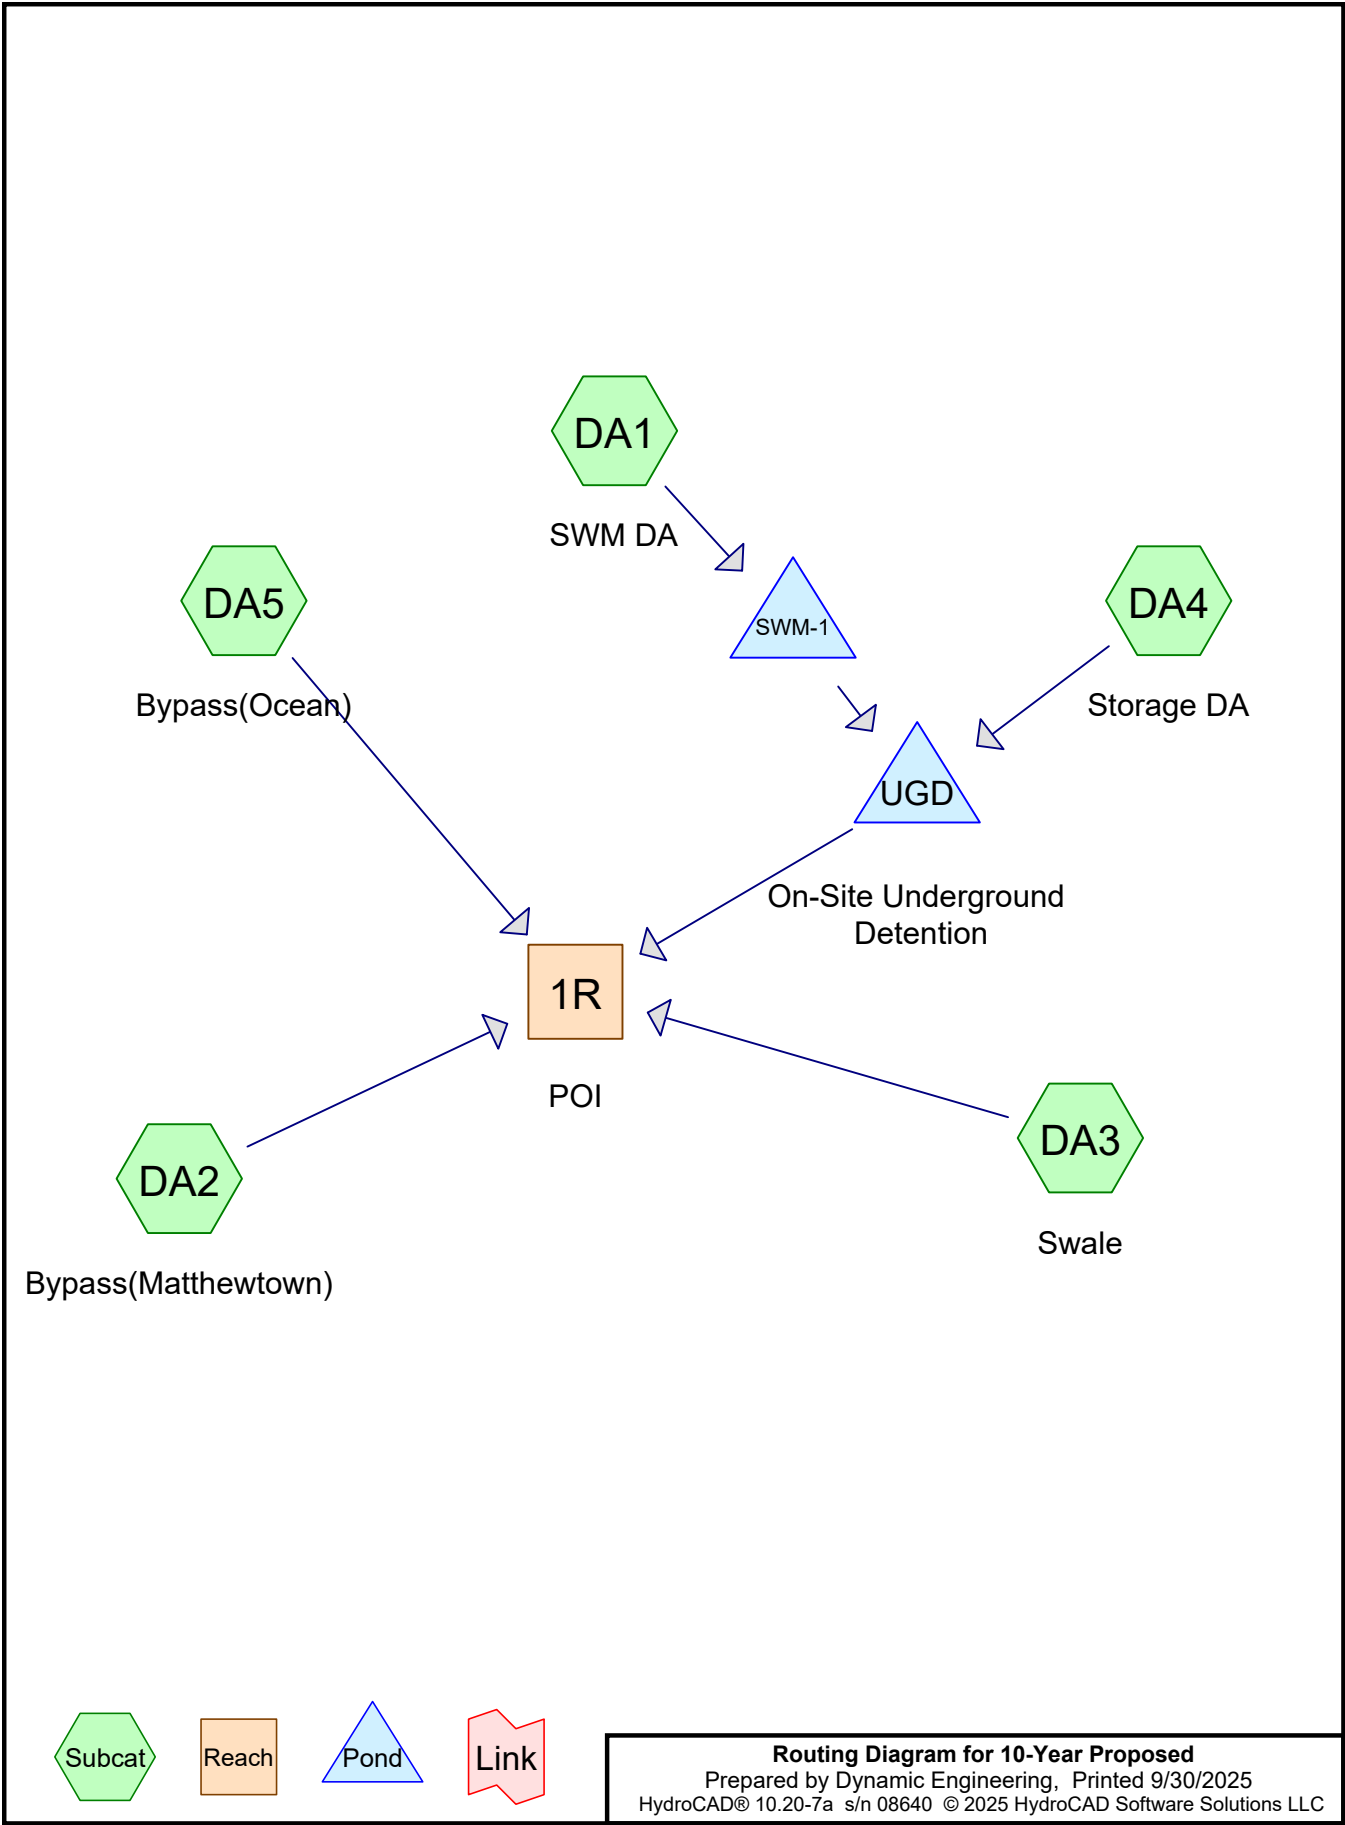 DA1
SWM DA
DA5
Bypass(Ocean)
SWM-1
DA4
Storage DA
UGD
On-Site Underground
Detention
1R
POI
DA2
Bypass(Matthewtown)
DA3
Swale
Subcat
Reach
Pond
Link
Routing Diagram for 10-Year Proposed
Prepared by Dynamic Engineering,  Printed 9/30/2025
HydroCAD® 10.20-7a  s/n 08640  © 2025 HydroCAD Software Solutions LLC